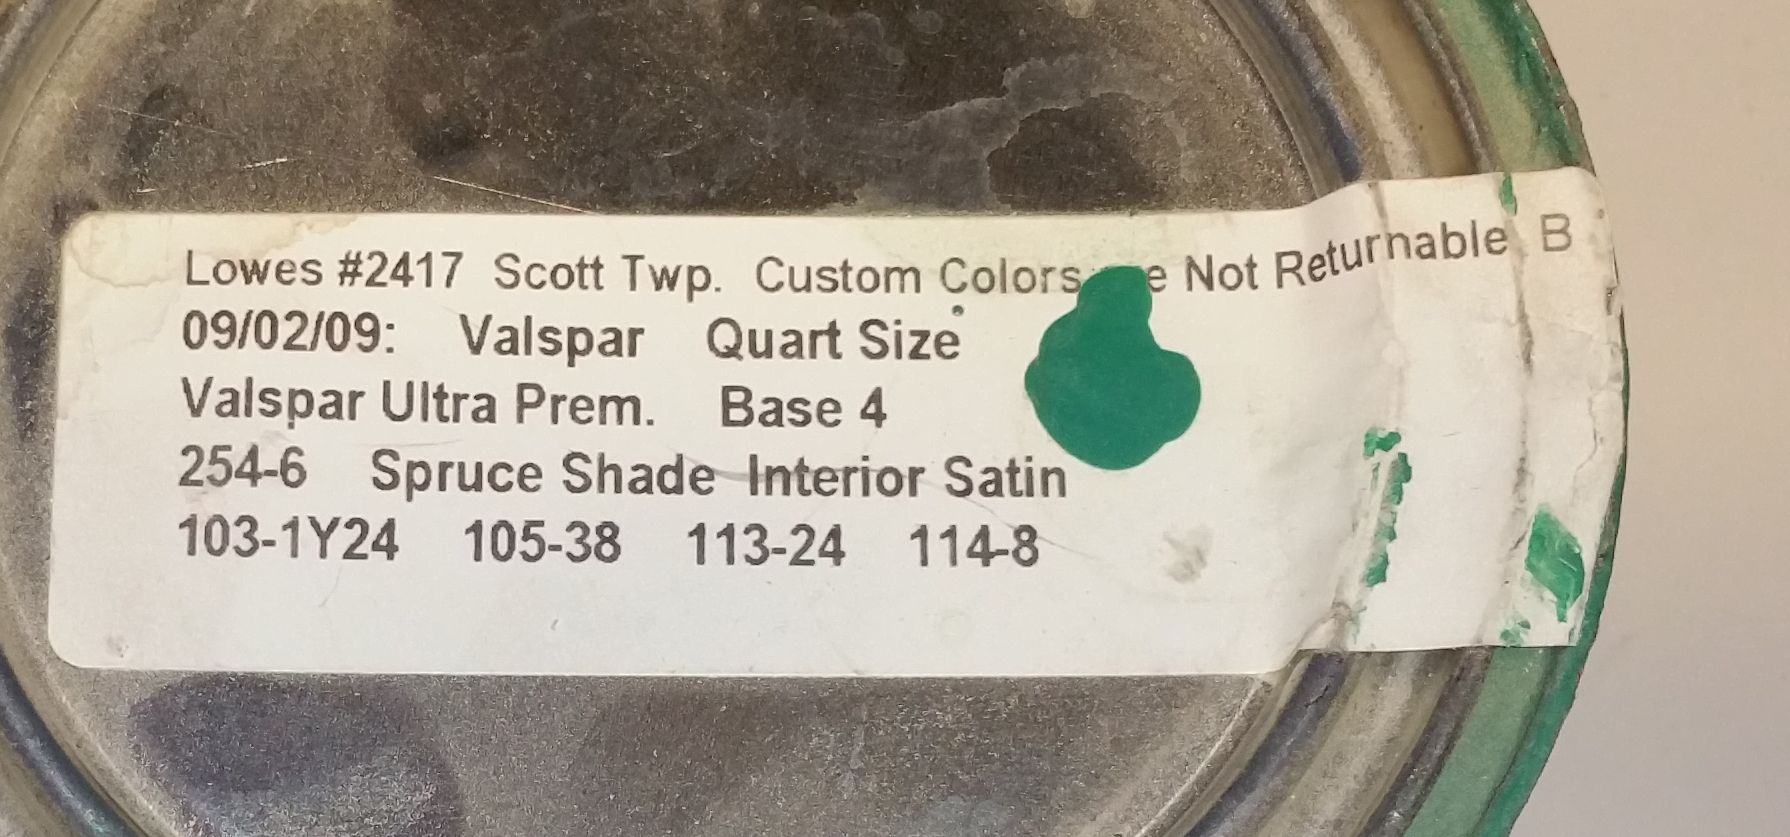 Lowes #2417 Scott Twp. Custom Colors Not Returnable B
09/02/09: Valspar Quart Size
Valspar Ultra Prem. Base 4
254-6 Spruce Shade Interior Satin
103-1Y24 105-38 113-24 114-8